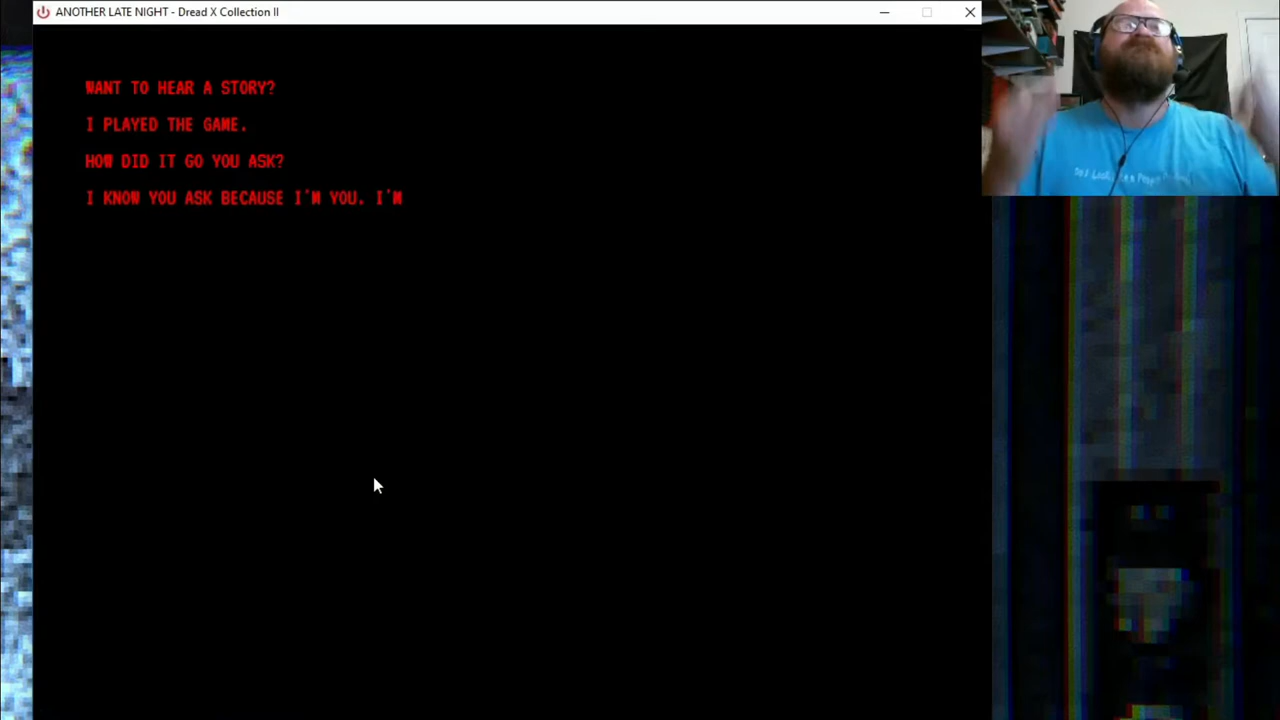 ANOTHER LATE NIGHT - Dread X Collection II
WANT TO HEAR A STORY?
I PLAYED THE GAME.
HOW DID IT GO YOU ASK?
I KNOW YOU ASK BECAUSE I'M YOU. I'M